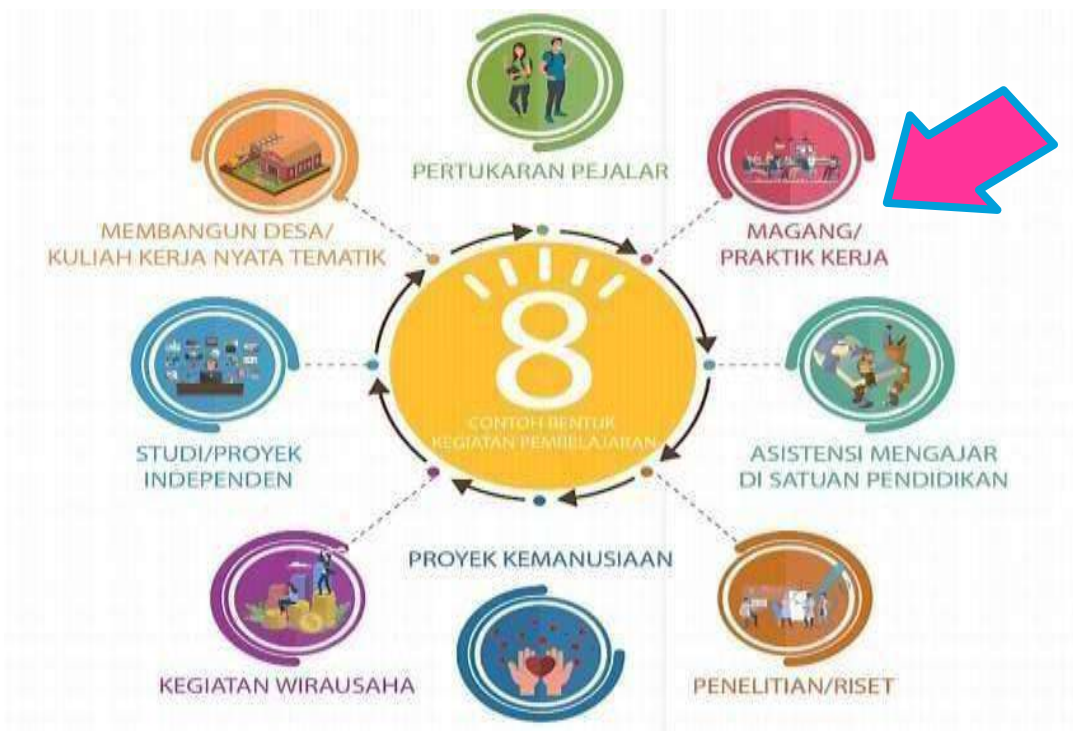 PERTUKARAN PEJALAR
MAGANG/
PRAKTIK KERJA
ASISTENSI MENGAJAR
DI SATUAN PENDIDIKAN
PENELITIAN/RISET
PROYEK KEMANUSIAAN
KEGIATAN WIRAUSAHA
STUDI/PROYEK
INDEPENDEN
MEMBANGUN DESA/
KULIAH KERJA NYATA TEMATIK
8
CONTOH BENTUK
KEGIATAN PEMBELAJARAN